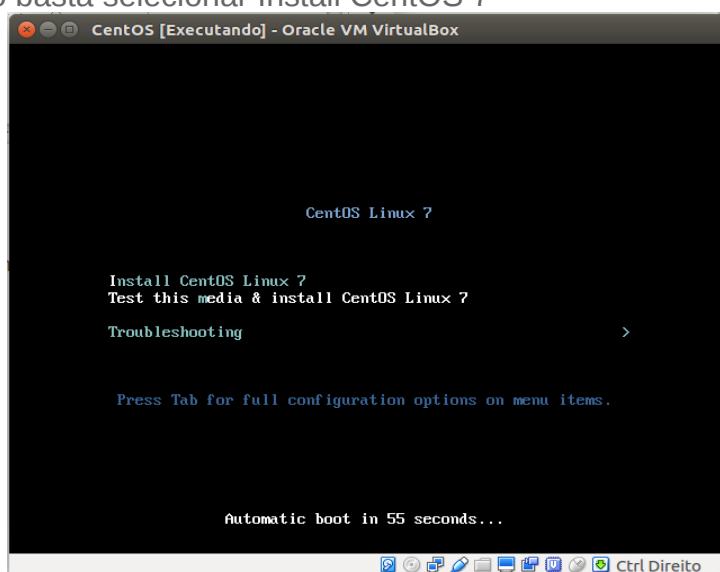 basta selecionar Install CentOS 7
CentOS [Executando] - Oracle VM VirtualBox
CentOS Linux 7
Install CentOS Linux 7
Test this media & install CentOS Linux 7
Troubleshooting >
Press Tab for full configuration options on menu items.
Automatic boot in 55 seconds...
Ctrl Direito